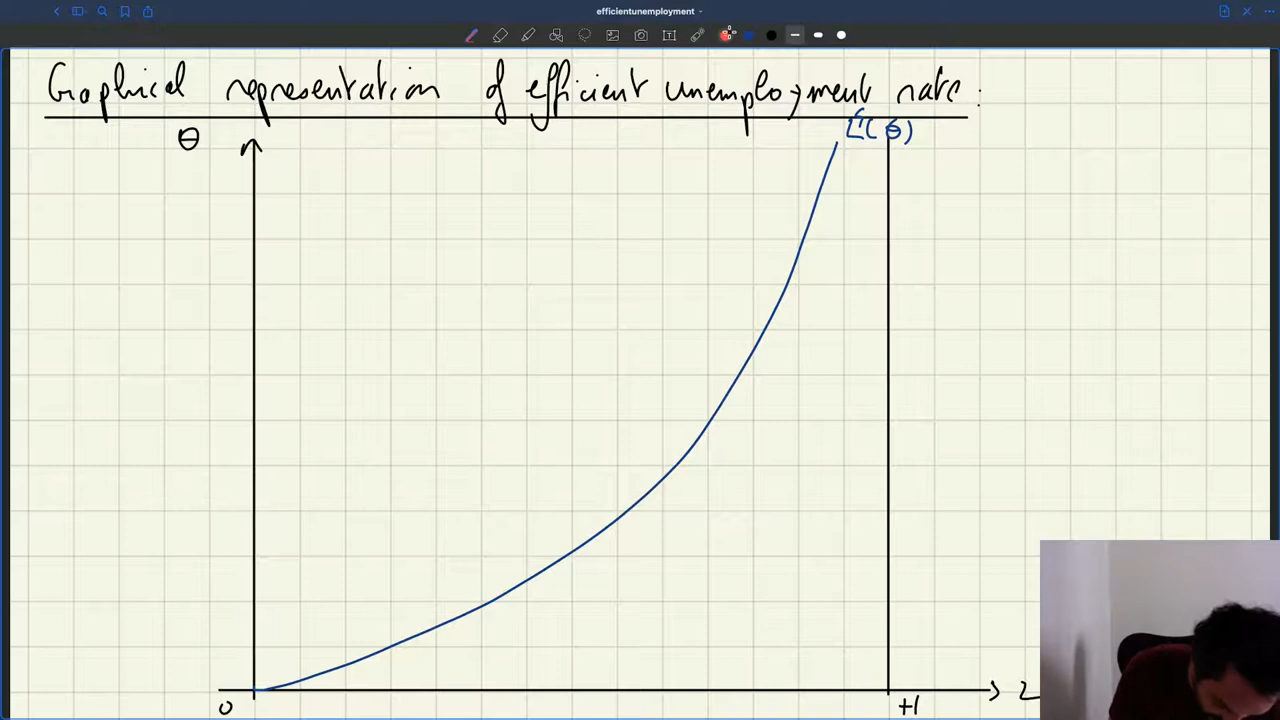 efficientunemployment
Graphical representation of efficient unemployment rate:
θ
L^s(θ)
0
+1
L